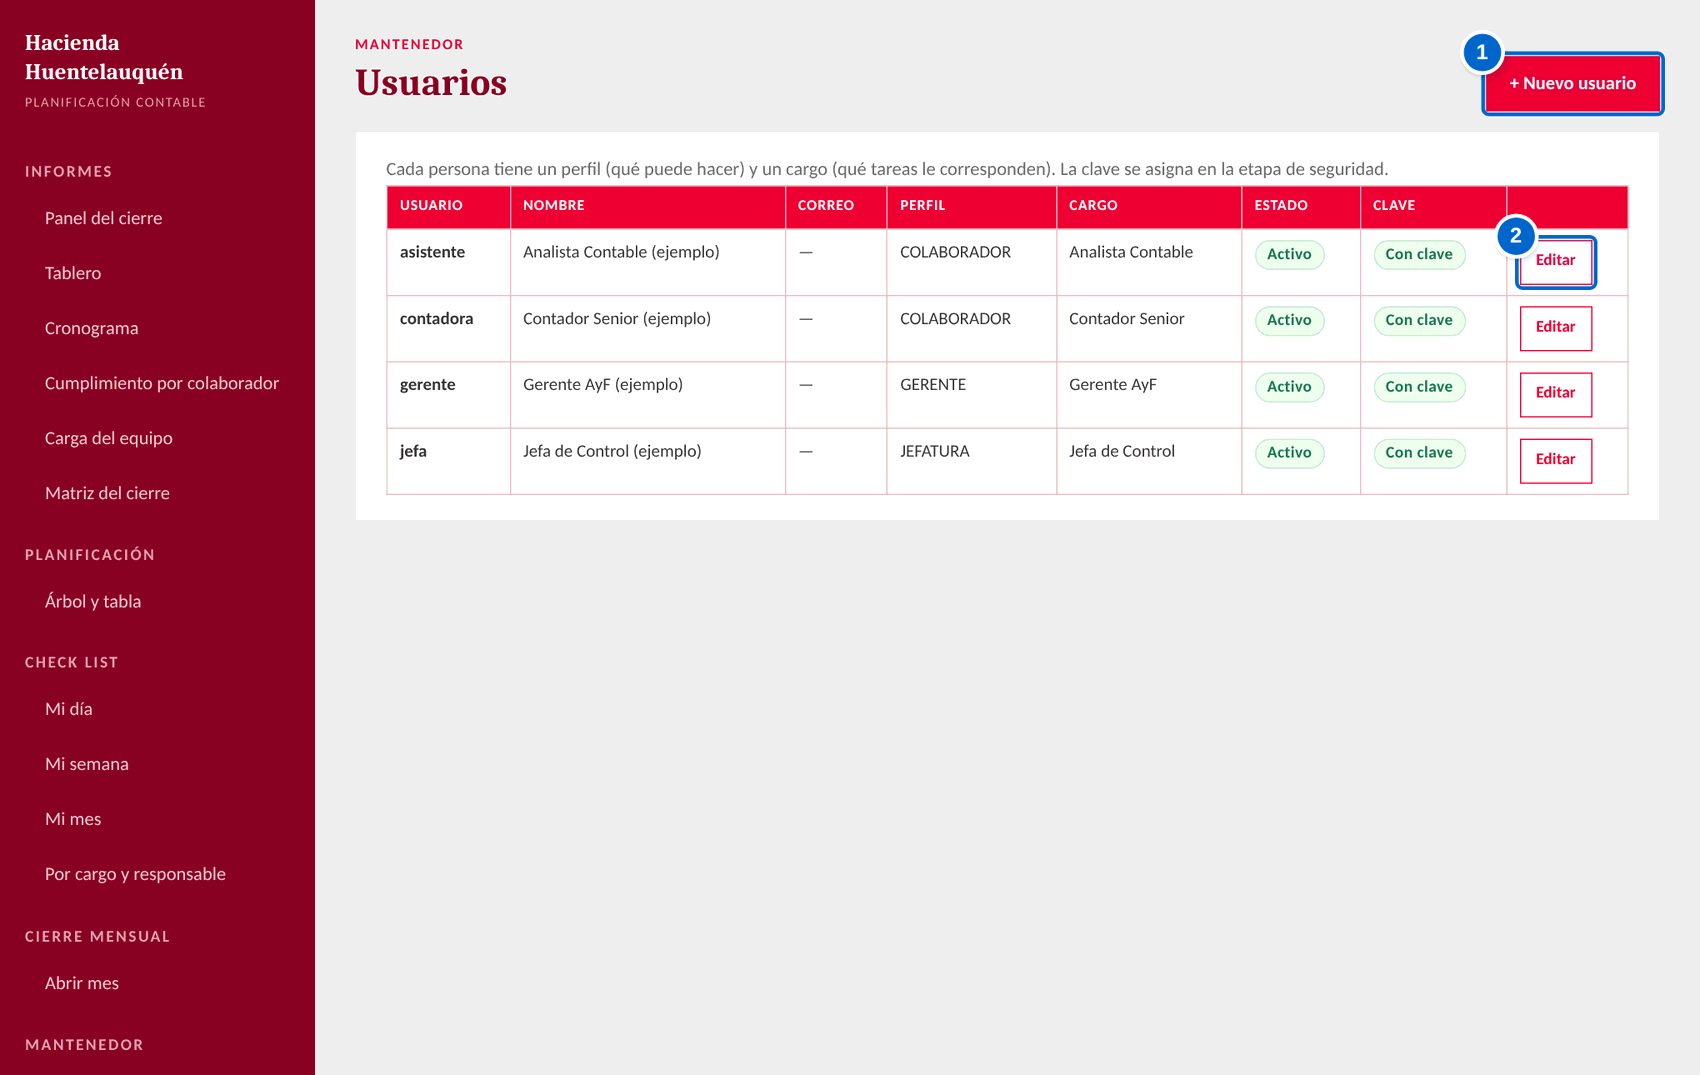 Hacienda
Huentelauquén
PLANIFICACIÓN CONTABLE
INFORMES
Panel del cierre
Tablero
Cronograma
Cumplimiento por colaborador
Carga del equipo
Matriz del cierre
PLANIFICACIÓN
Árbol y tabla
CHECK LIST
Mi día
Mi semana
Mi mes
Por cargo y responsable
CIERRE MENSUAL
Abrir mes
MANTENEDOR
MANTENEDOR
Usuarios
1
+ Nuevo usuario
Cada persona tiene un perfil (qué puede hacer) y un cargo (qué tareas le corresponden). La clave se asigna en la etapa de seguridad.
USUARIO NOMBRE CORREO PERFIL CARGO ESTADO CLAVE
2
asistente Analista Contable (ejemplo) — COLABORADOR Analista Contable Activo Con clave Editar
contadora Contador Senior (ejemplo) — COLABORADOR Contador Senior Activo Con clave Editar
gerente Gerente AyF (ejemplo) — GERENTE Gerente AyF Activo Con clave Editar
jefa Jefa de Control (ejemplo) — JEFATURA Jefa de Control Activo Con clave Editar